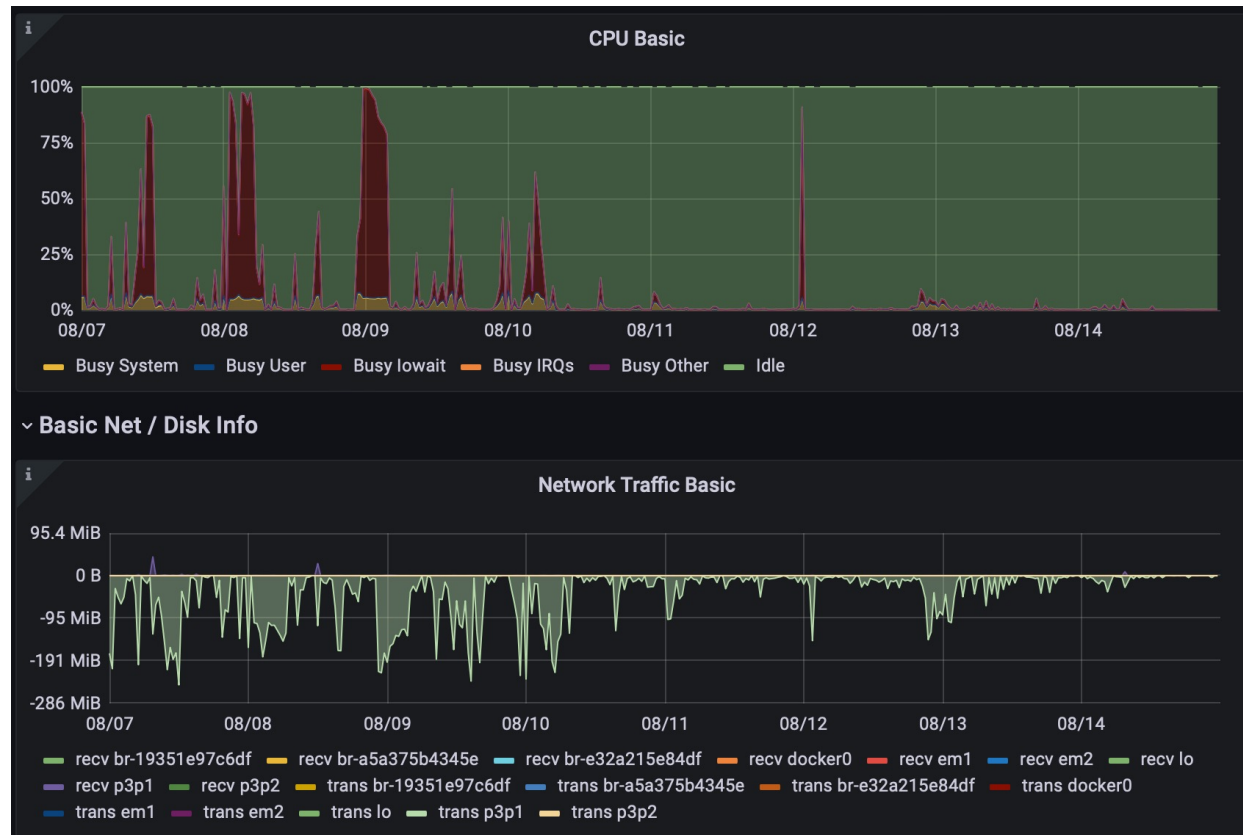 i
CPU Basic
100%
75%
50%
25%
0%
08/07 08/08 08/09 08/10 08/11 08/12 08/13 08/14
Busy System Busy User Busy Iowait Busy IRQs Busy Other Idle
Basic Net / Disk Info
i
Network Traffic Basic
95.4 MiB
0 B
-95 MiB
-191 MiB
-286 MiB
08/07 08/08 08/09 08/10 08/11 08/12 08/13 08/14
recv br-19351e97c6df recv br-a5a375b4345e recv br-e32a215e84df recv docker0 recv em1 recv em2 recv lo
recv p3p1 recv p3p2 trans br-19351e97c6df trans br-a5a375b4345e trans br-e32a215e84df trans docker0
trans em1 trans em2 trans lo trans p3p1 trans p3p2